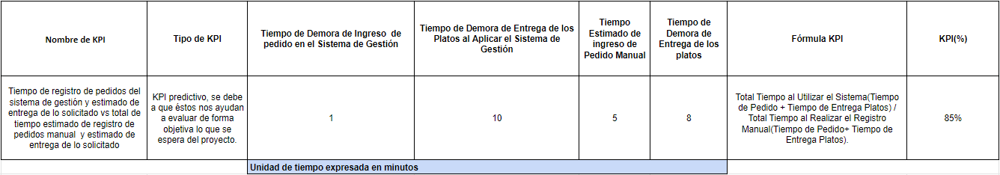 Nombre de KPI
Tipo de KPI
Tiempo de Demora de Ingreso de
pedido en el Sistema de Gestión
Tiempo de Demora de Entrega de los
Platos al Aplicar el Sistema de
Gestión
Tiempo
Estimado de
ingreso de
Pedido Manual
Tiempo de
Demora de
Entrega de los
platos
Fórmula KPI
KPI(%)
Tiempo de registro de pedidos del
sistema de gestión y estimado de
entrega de lo solicitado vs total de
tiempo estimado de registro de
pedidos manual y estimado de
entrega de lo solicitado
KPI predictivo, se debe
a que éstos nos ayudan
a evaluar de forma
objetiva lo que se
espera del proyecto.
1
10
5
8
Total Tiempo al Utilizar el Sistema(Tiempo
de Pedido + Tiempo de Entrega Platos) /
Total Tiempo al Realizar el Registro
Manual(Tiempo de Pedido+ Tiempo de
Entrega Platos).
85%
Unidad de tiempo expresada en minutos